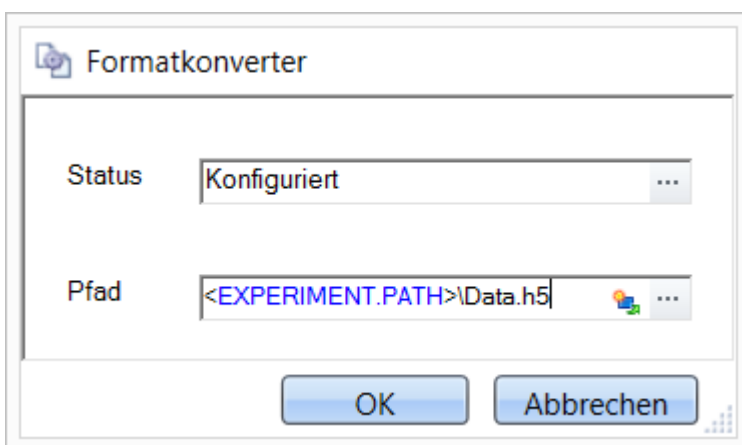 Formatkonverter
Status Konfiguriert ...
Pfad <EXPERIMENT.PATH>\Data.h5 ...
OK Abbrechen